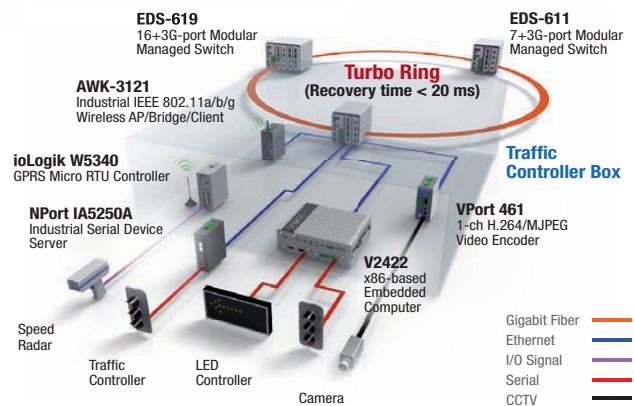 EDS-619
16+3G-port Modular
Managed Switch
EDS-611
7+3G-port Modular
Managed Switch
Turbo Ring
(Recovery time < 20 ms)
AWK-3121
Industrial IEEE 802.11a/b/g
Wireless AP/Bridge/Client
Traffic
Controller Box
ioLogik W5340
GPRS Micro RTU Controller
NPort IA5250A
Industrial Serial Device
Server
VPort 461
1-ch H.264/MJPEG
Video Encoder
V2422
x86-based
Embedded
Computer
Speed
Radar
Traffic
Controller
LED
Controller
Camera
Gigabit Fiber
Ethernet
I/O Signal
Serial
CCTV